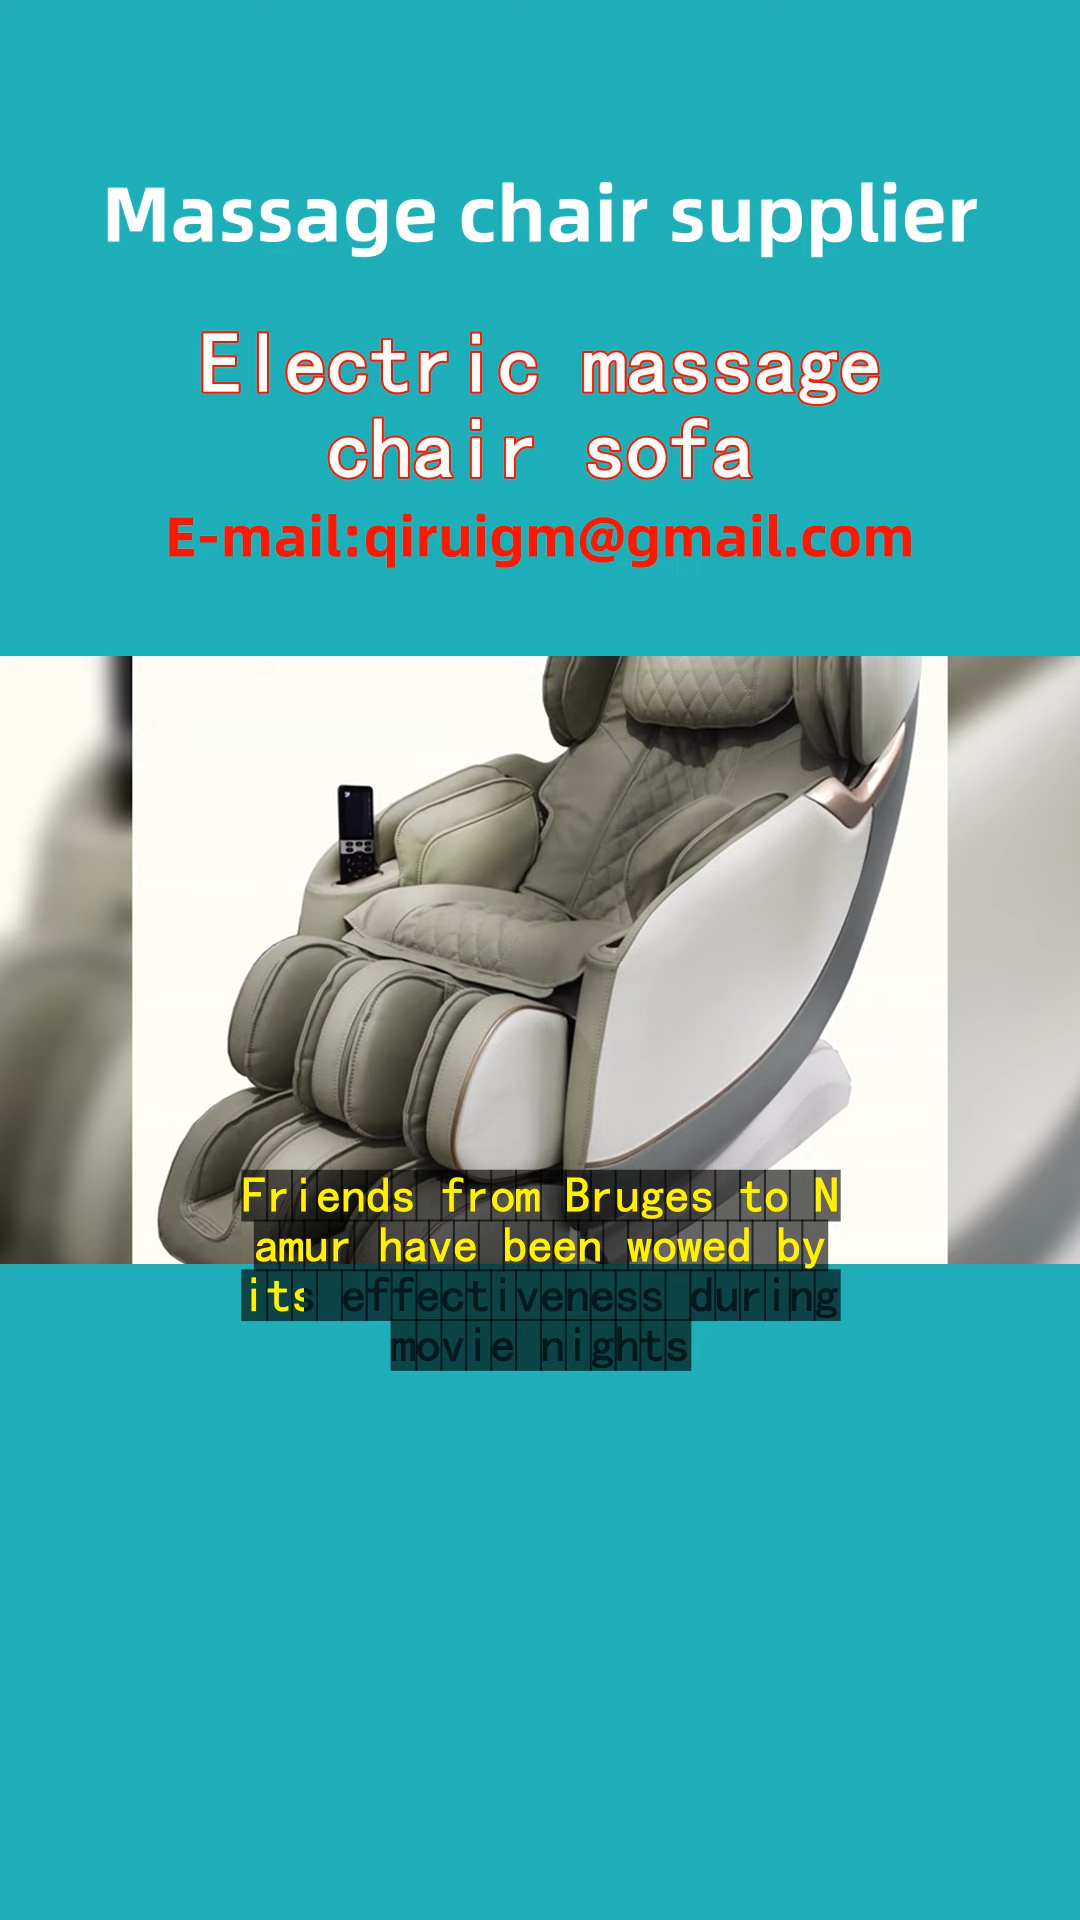 Massage chair supplier
Electric massage
chair sofa
E-mail:qiruigm@gmail.com
Friends from Bruges to N
amur have been wowed by
its effectiveness during
movie nights